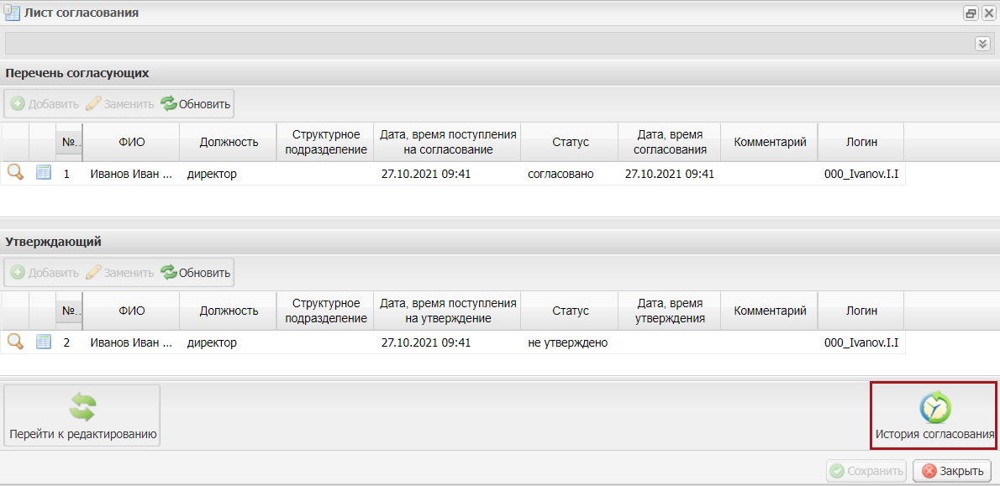 Лист согласования
Перечень согласующих
Добавить Заменить Обновить
№.. ФИО Должность Структурное подразделение Дата, время поступления на согласование Статус Дата, время согласования Комментарий Логин
1 Иванов Иван ... директор 27.10.2021 09:41 согласовано 27.10.2021 09:41 000_Ivanov.I.I
Утверждающий
Добавить Заменить Обновить
№.. ФИО Должность Структурное подразделение Дата, время поступления на утверждение Статус Дата, время утверждения Комментарий Логин
2 Иванов Иван ... директор 27.10.2021 09:41 не утверждено 000_Ivanov.I.I
Перейти к редактированию История согласования
Сохранить Закрыть